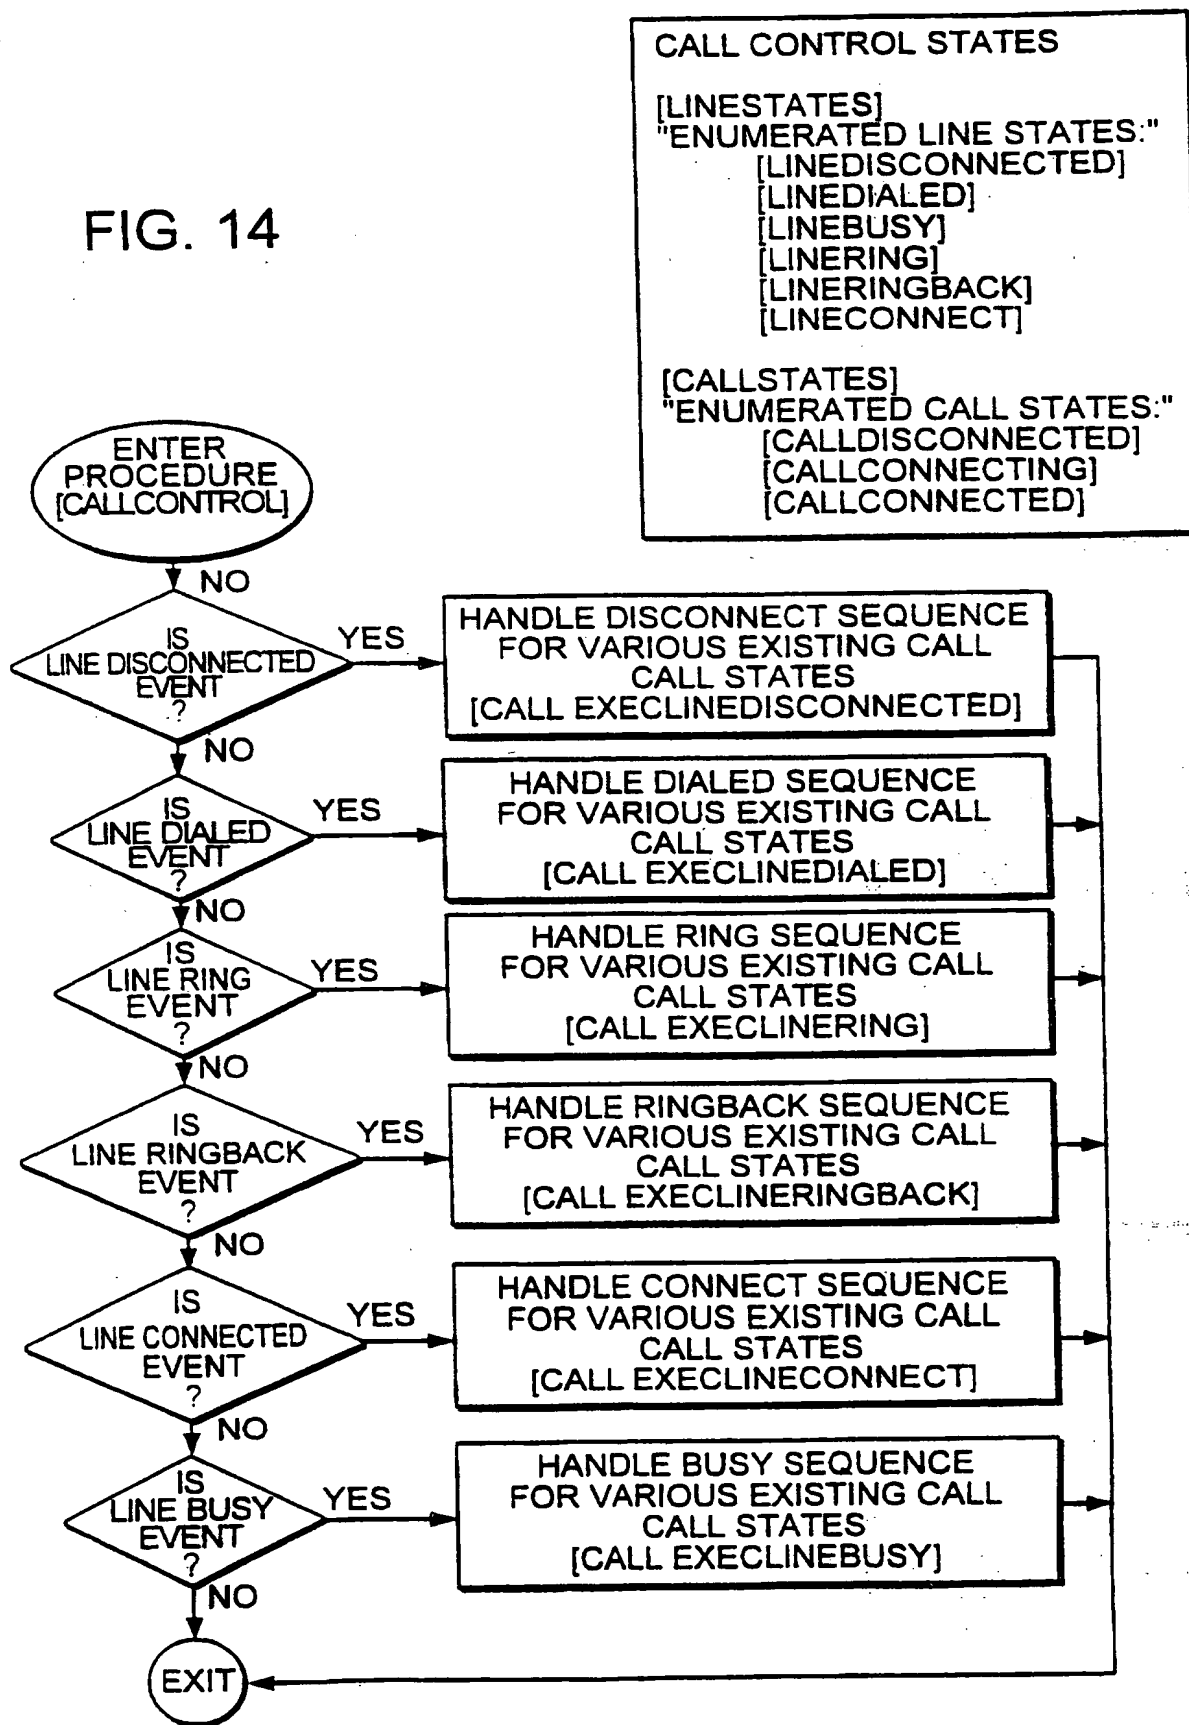 CALL CONTROL STATES
[LINESTATES]
"ENUMERATED LINE STATES:"
[LINEDISCONNECTED]
[LINEDIALED]
[LINEBUSY]
[LINERING]
[LINERINGBACK]
[LINECONNECT]
[CALLSTATES]
"ENUMERATED CALL STATES:"
[CALLDISCONNECTED]
[CALLCONNECTING]
[CALLCONNECTED]
FIG. 14
ENTER
PROCEDURE
[CALLCONTROL]
NO
IS
LINE DISCONNECTED
EVENT
?
YES
HANDLE DISCONNECT SEQUENCE
FOR VARIOUS EXISTING CALL
CALL STATES
[CALL EXECLINEDISCONNECTED]
NO
IS
LINE DIALED
EVENT
?
YES
HANDLE DIALED SEQUENCE
FOR VARIOUS EXISTING CALL
CALL STATES
[CALL EXECLINEDIALED]
NO
IS
LINE RING
EVENT
?
YES
HANDLE RING SEQUENCE
FOR VARIOUS EXISTING CALL
CALL STATES
[CALL EXECLINERING]
NO
IS
LINE RINGBACK
EVENT
?
YES
HANDLE RINGBACK SEQUENCE
FOR VARIOUS EXISTING CALL
CALL STATES
[CALL EXECLINERINGBACK]
NO
IS
LINE CONNECTED
EVENT
?
YES
HANDLE CONNECT SEQUENCE
FOR VARIOUS EXISTING CALL
CALL STATES
[CALL EXECLINECONNECT]
NO
IS
LINE BUSY
EVENT
?
YES
HANDLE BUSY SEQUENCE
FOR VARIOUS EXISTING CALL
CALL STATES
[CALL EXECLINEBUSY]
NO
EXIT